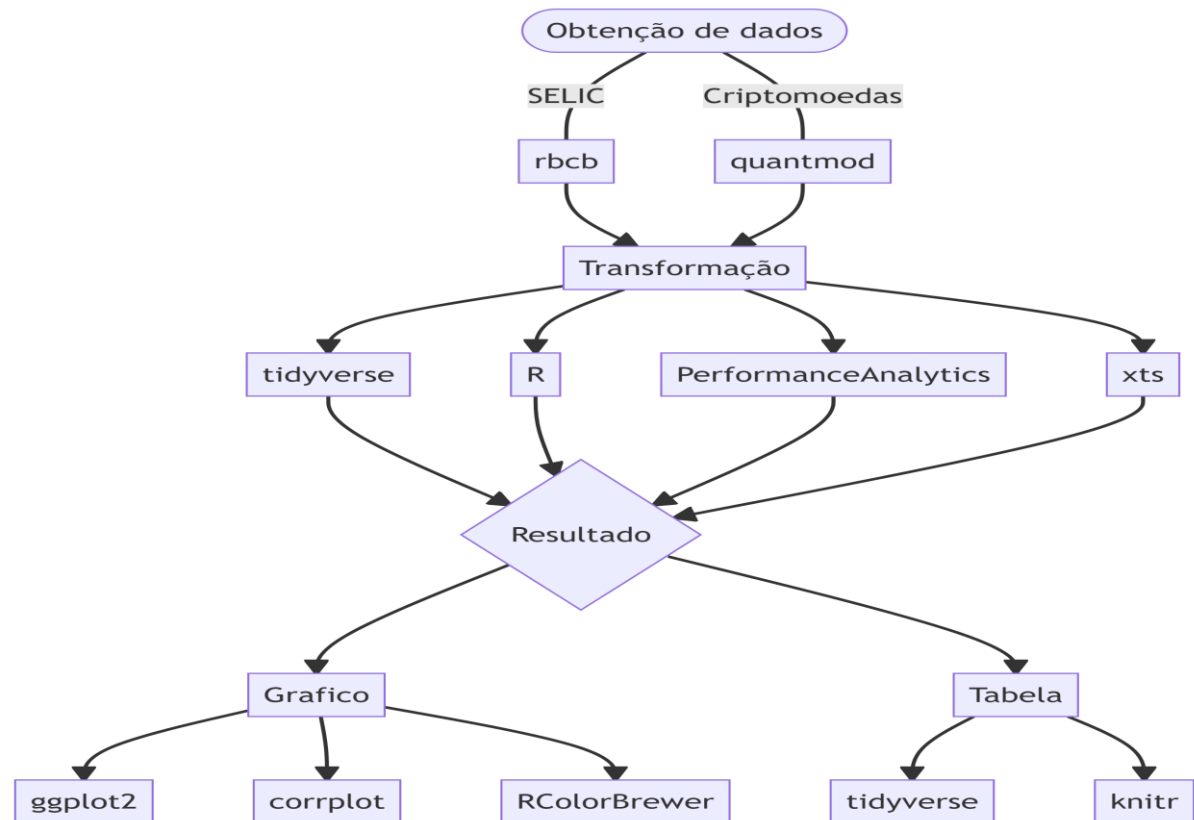 Obtenção de dados
SELIC
Criptomoedas
rbcb
quantmod
Transformação
tidyverse
R
PerformanceAnalytics
xts
Resultado
Grafico
Tabela
ggplot2
corrplot
RColorBrewer
tidyverse
knitr